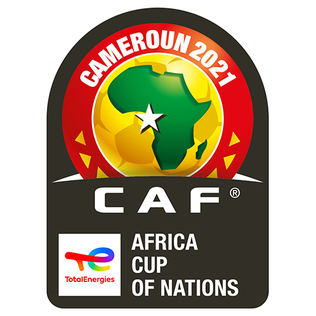 CAMEROUN 2021
CAF®
TotalEnergies
AFRICA
CUP
OF NATIONS